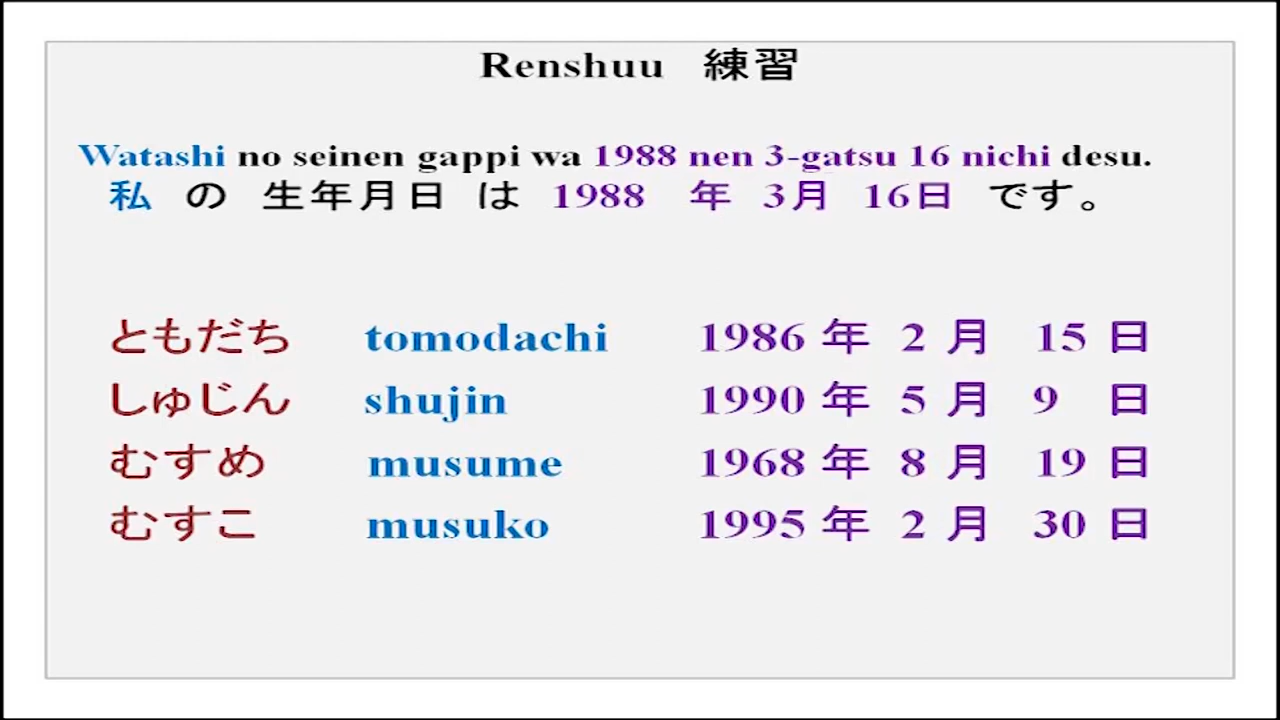 Renshuu 練習
Watashi no seinen gappi wa 1988 nen 3-gatsu 16 nichi desu.
私 の 生年月日 は 1988 年 3月 16日 です。
ともだち tomodachi 1986 年 2 月 15 日
しゅじん shujin 1990 年 5 月 9 日
むすめ musume 1968 年 8 月 19 日
むすこ musuko 1995 年 2 月 30 日